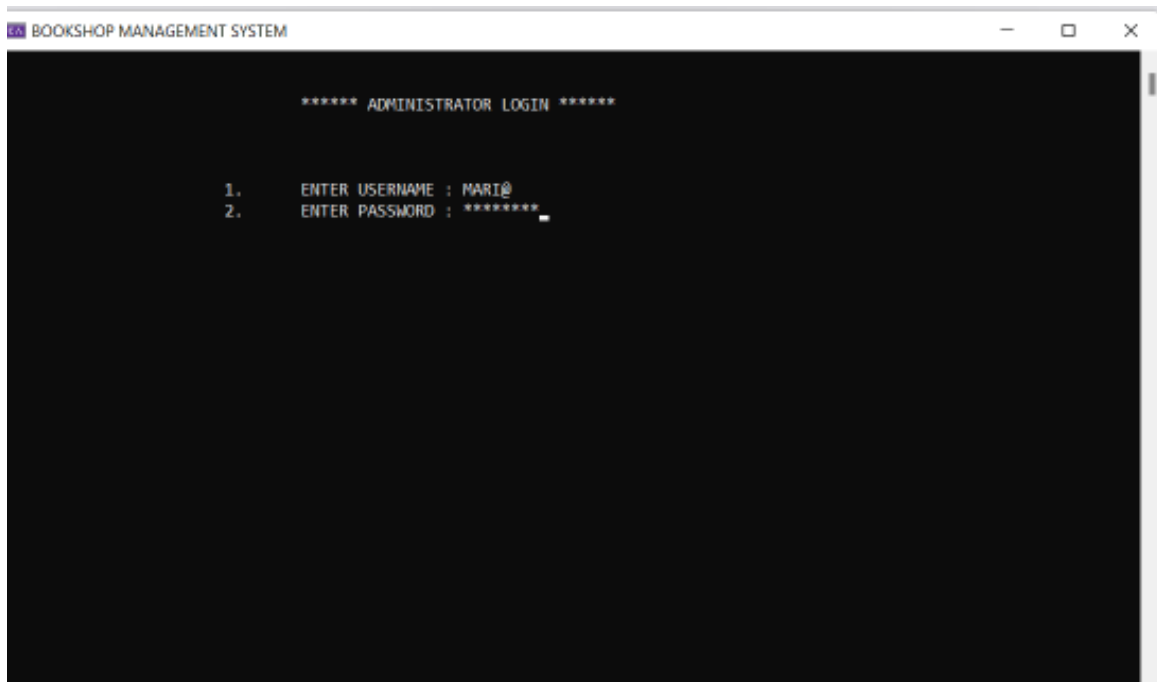 BOOKSHOP MANAGEMENT SYSTEM
****** ADMINISTRATOR LOGIN ******
1. ENTER USERNAME : MARI@
2. ENTER PASSWORD : ********_